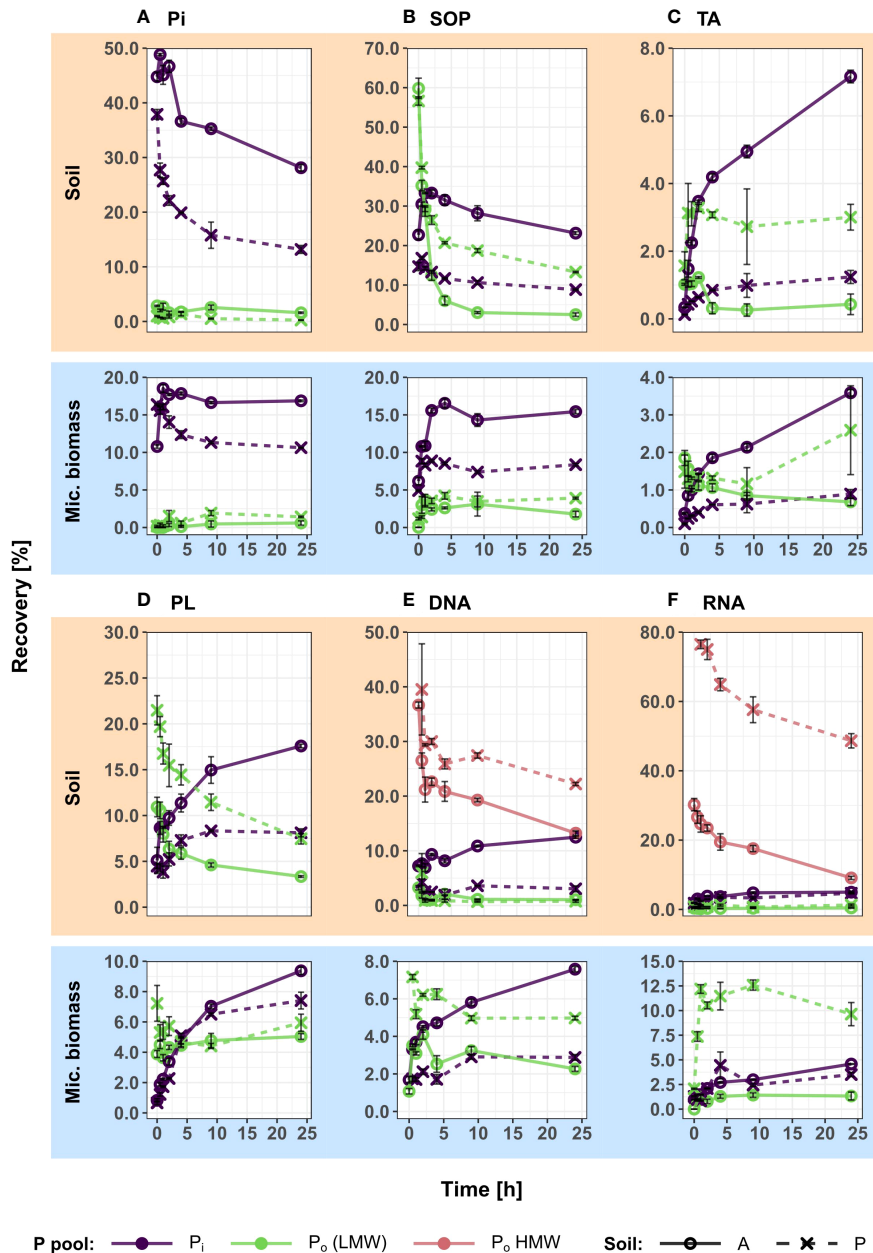 A Pi B SOP C TA
50.0 70.0 8.0
60.0
40.0 50.0 6.0
30.0 40.0
Soil 4.0
20.0 30.0
20.0 2.0
10.0 10.0
0.0 0.0 0.0
20.0 20.0 4.0
15.0 15.0 3.0
Mic. biomass 10.0 10.0 2.0
5.0 5.0 1.0
0.0 0.0 0.0
0 5 10 15 20 25 0 5 10 15 20 25 0 5 10 15 20 25
Recovery [%]
D PL E DNA F RNA
30.0 50.0 80.0
25.0 40.0
20.0 60.0
Soil 15.0 30.0 40.0
10.0 20.0
5.0 10.0 20.0
0.0 0.0 0.0
10.0 8.0 15.0
8.0 6.0 12.5
6.0 10.0
Mic. biomass 4.0 4.0 7.5
2.0 2.0 5.0
2.5
0.0 0.0 0.0
0 5 10 15 20 25 0 5 10 15 20 25 0 5 10 15 20 25
Time [h]
P pool: Pi Po (LMW) Po HMW Soil: A P